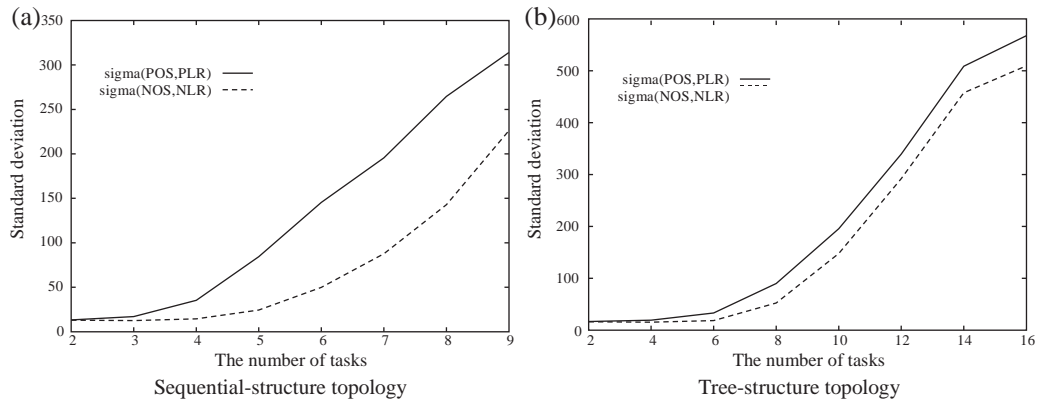 (a)
350
300
250
200
150
100
50
0
sigma(POS,PLR)
sigma(NOS,NLR)
Standard deviation
2 3 4 5 6 7 8 9
The number of tasks
Sequential-structure topology
(b)
600
500
400
300
200
100
0
sigma(POS,PLR)
sigma(NOS,NLR)
Standard deviation
2 4 6 8 10 12 14 16
The number of tasks
Tree-structure topology